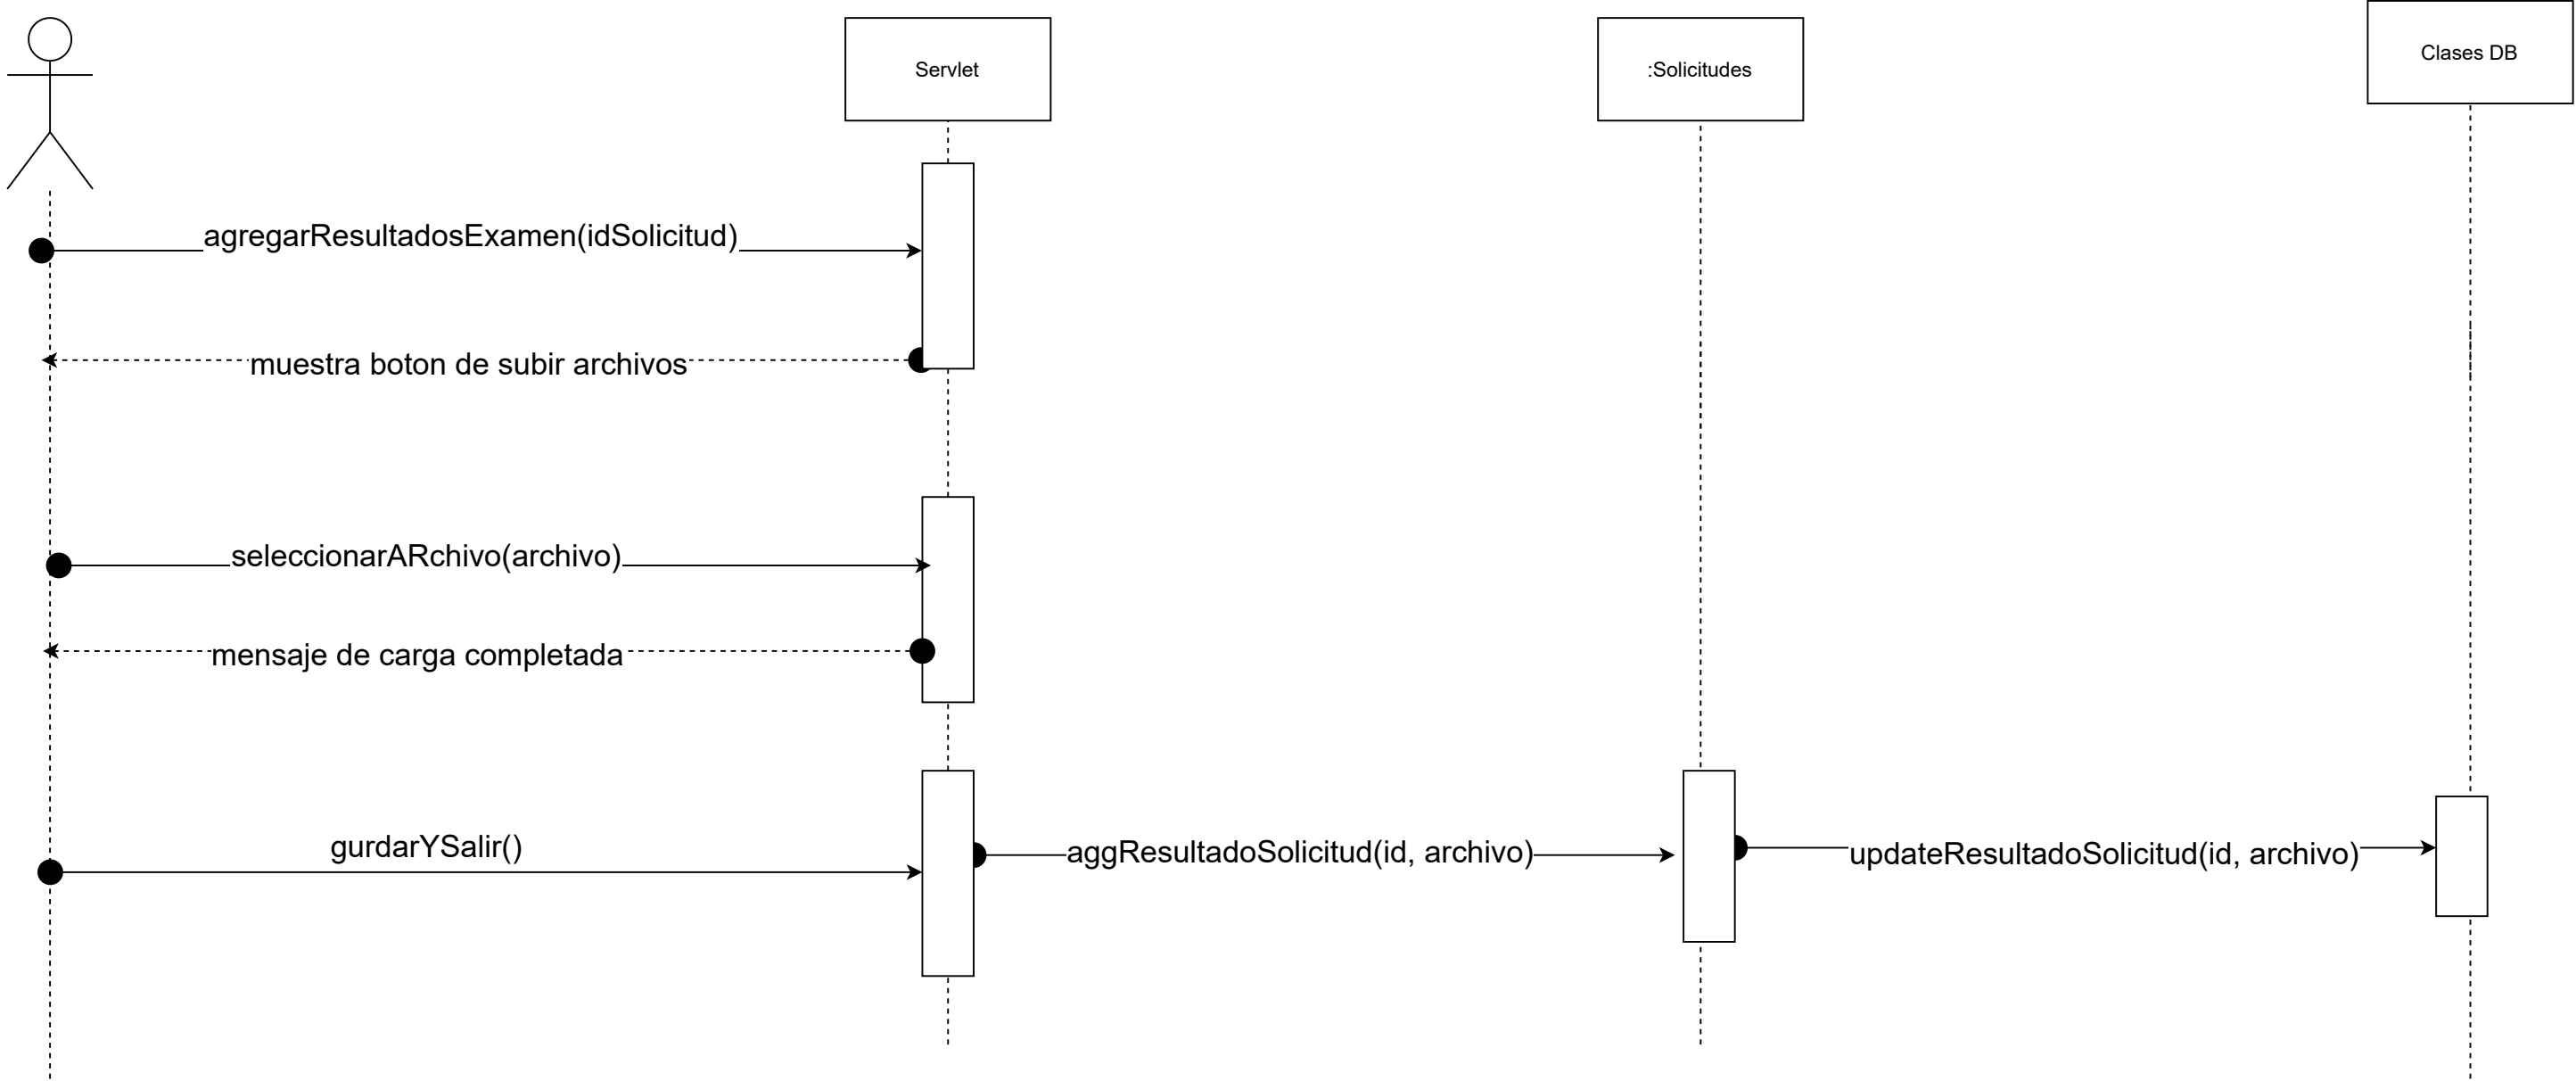 Servlet
:Solicitudes
Clases DB
agregarResultadosExamen(idSolicitud)
muestra boton de subir archivos
seleccionarARchivo(archivo)
mensaje de carga completada
gurdarYSalir()
aggResultadoSolicitud(id, archivo)
updateResultadoSolicitud(id, archivo)